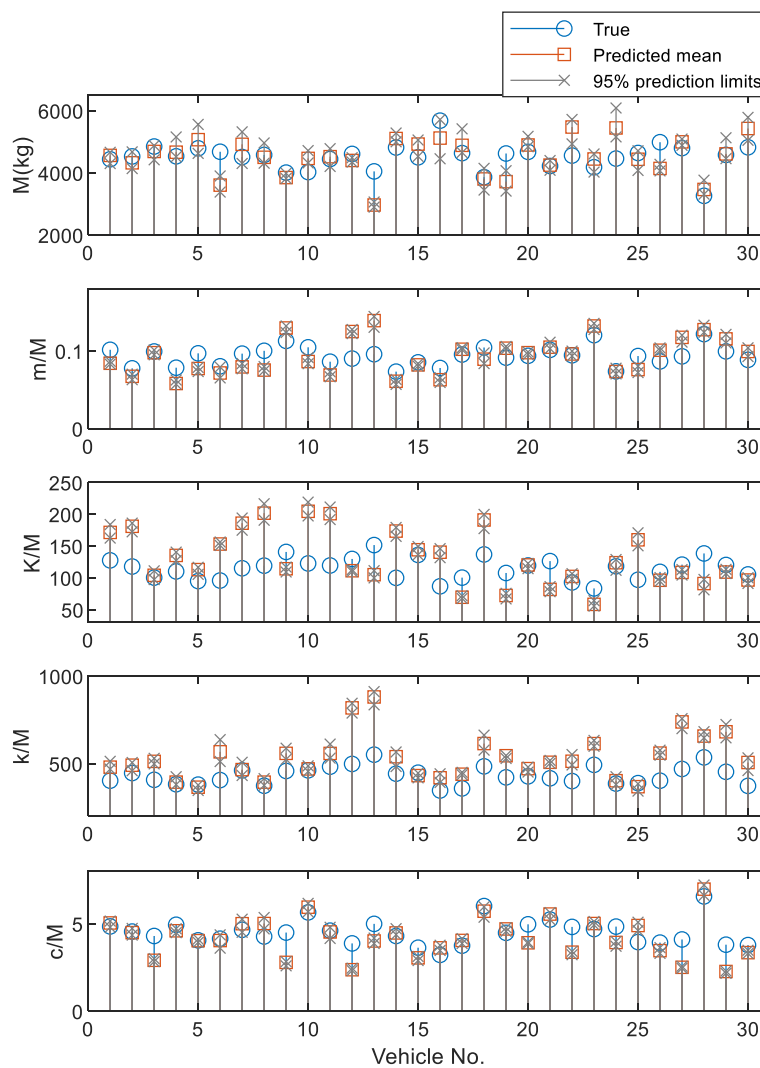 True
Predicted mean
95% prediction limits
6000
4000
2000
M(kg)
0 5 10 15 20 25 30
0.1
0
m/M
0 5 10 15 20 25 30
250
200
150
100
50
K/M
0 5 10 15 20 25 30
1000
500
k/M
0 5 10 15 20 25 30
5
0
c/M
0 5 10 15 20 25 30
Vehicle No.